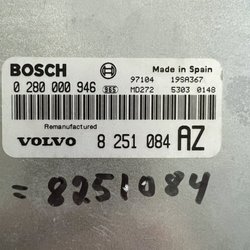 BOSCH Made in Spain
0 280 000 946 97104 19SA367
MD272 5303 0148
Remanufactured
VOLVO 8 251 084 AZ
= 8251084